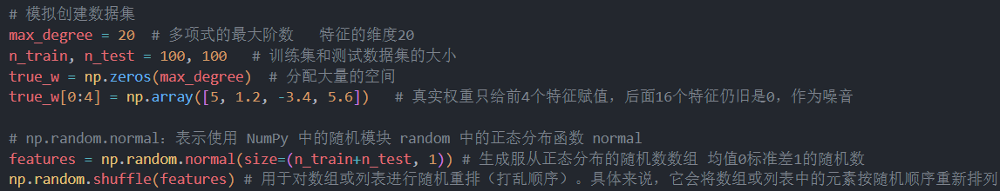 # 模拟创建数据集
max_degree = 20  # 多项式的最大阶数   特征的维度20
n_train, n_test = 100, 100   # 训练集和测试数据集的大小
true_w = np.zeros(max_degree)  # 分配大量的空间
true_w[0:4] = np.array([5, 1.2, -3.4, 5.6])   # 真实权重只给前4个特征赋值，后面16个特征仍旧是0，作为噪音
# np.random.normal：表示使用 NumPy 中的随机模块 random 中的正态分布函数 normal
features = np.random.normal(size=(n_train+n_test, 1)) # 生成服从正态分布的随机数数组 均值0标准差1的随机数
np.random.shuffle(features) # 用于对数组或列表进行随机重排（打乱顺序）。具体来说，它会将数组或列表中的元素按随机顺序重新排列